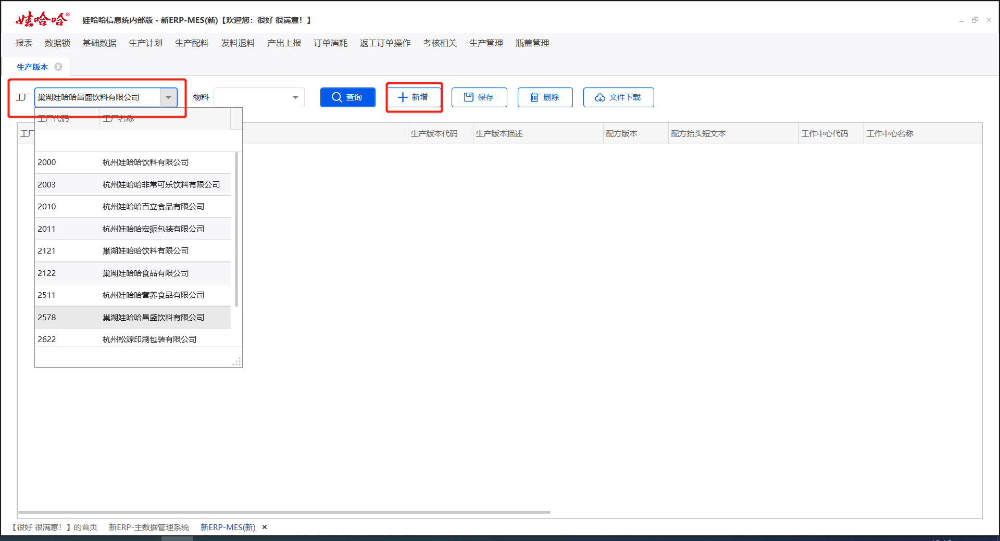 娃哈哈®
娃哈哈信息统内部版 - 新ERP-MES(新)【欢迎您：很好 很满意！】
报表 数据锁 基础数据 生产计划 生产配料 发料退料 产出上报 订单消耗 返工订单操作 考核相关 生产管理 瓶盖管理
生产版本
工厂 巢湖娃哈哈昌盛饮料有限公司 物料 查询 新增 保存 删除 文件下载
工厂代码 工厂名称
工厂 生产版本代码 生产版本描述 配方版本 配方抬头短文本 工作中心代码 工作中心名称
2000 杭州娃哈哈饮料有限公司
2003 杭州娃哈哈非常可乐饮料有限公司
2010 杭州娃哈哈百立食品有限公司
2011 杭州娃哈哈宏振包装有限公司
2121 巢湖娃哈哈饮料有限公司
2122 巢湖娃哈哈食品有限公司
2511 杭州娃哈哈营养食品有限公司
2578 巢湖娃哈哈昌盛饮料有限公司
2622 杭州松源印刷包装有限公司
【很好 很满意！】的首页 新ERP-主数据管理系统 新ERP-MES(新)